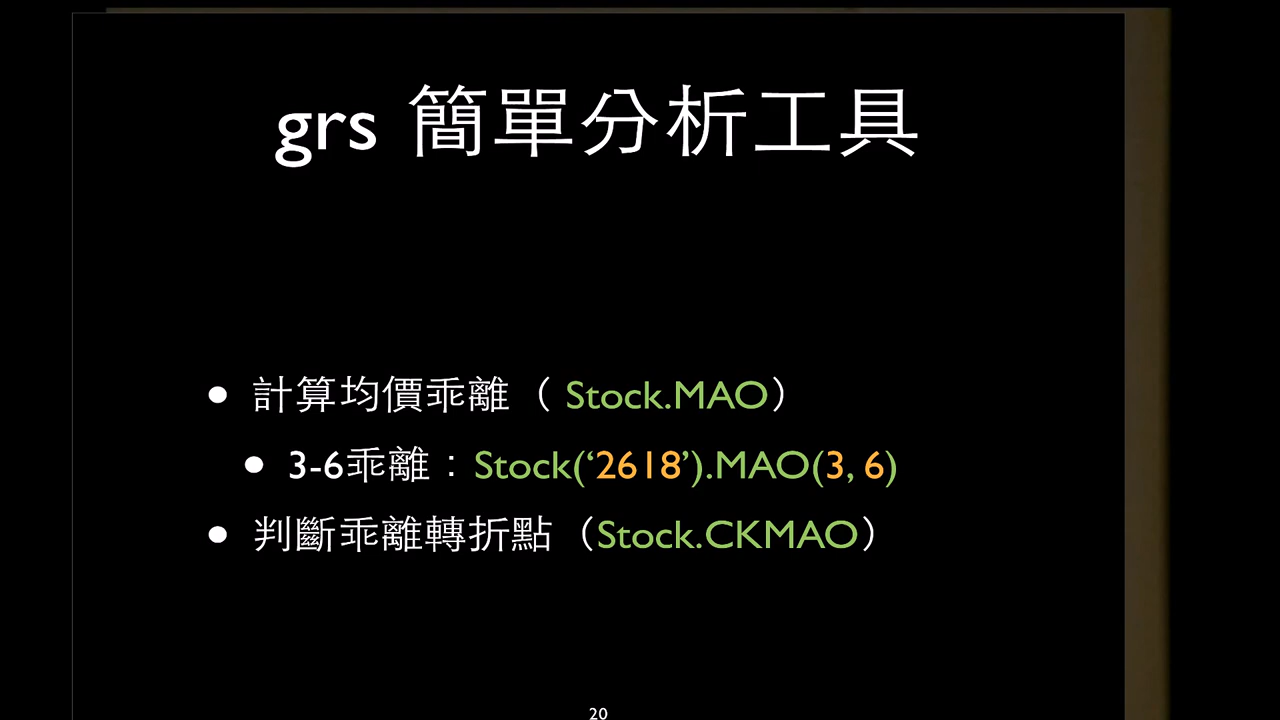 grs 簡單分析工具
• 計算均價乖離（ Stock.MAO）
• 3-6乖離：Stock(‘2618’).MAO(3, 6)
• 判斷乖離轉折點（Stock.CKMAO）
20